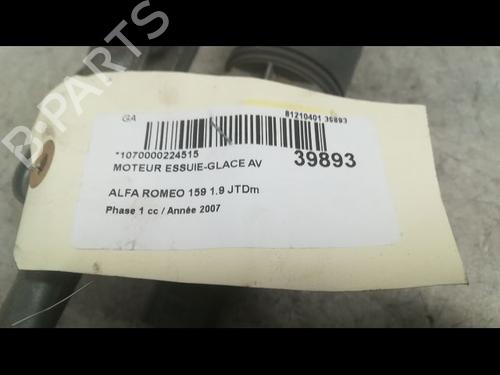 GA
81210401 39893
*1070000224515
MOTEUR ESSUIE-GLACE AV
39893
ALFA ROMEO 159 1.9 JTDm
Phase 1 cc / Année 2007
B-PARTS